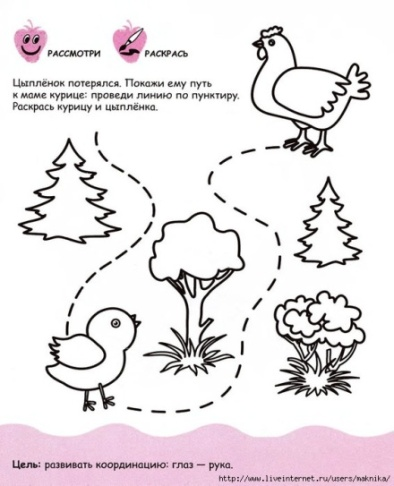 РАССМОТРИ
РАСКРАСЬ
Цыплёнок потерялся. Покажи ему путь
к маме курице: проведи линию по пунктиру.
Раскрась курицу и цыплёнка.
Цель: развивать координацию: глаз — рука.
http://www.liveinternet.ru/users/maknika/